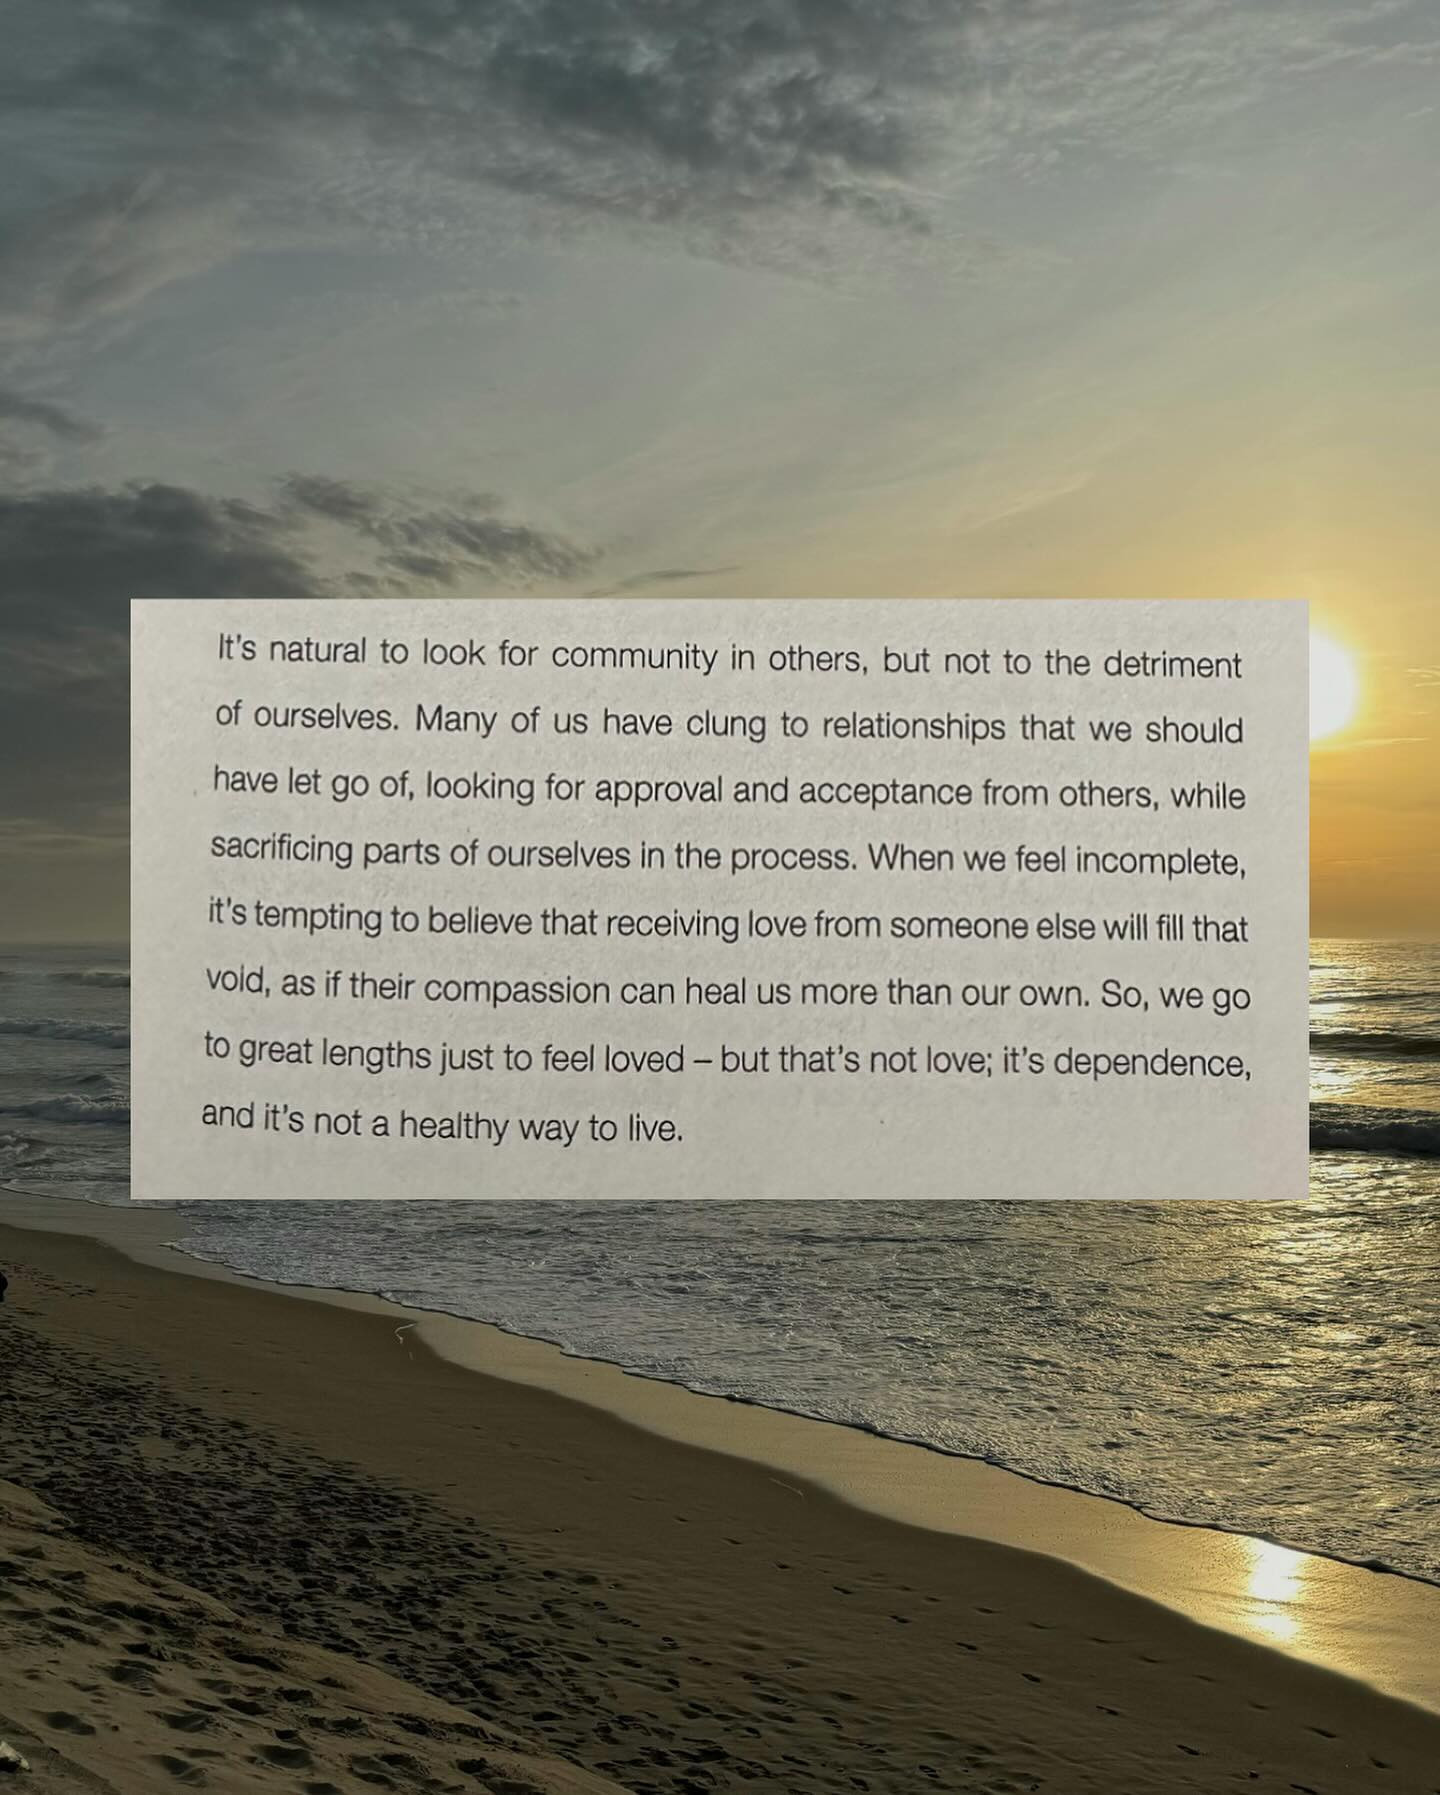 It's natural to look for community in others, but not to the detriment
of ourselves. Many of us have clung to relationships that we should
have let go of, looking for approval and acceptance from others, while
sacrificing parts of ourselves in the process. When we feel incomplete,
it's tempting to believe that receiving love from someone else will fill that
void, as if their compassion can heal us more than our own. So, we go
to great lengths just to feel loved – but that's not love; it's dependence,
and it's not a healthy way to live.